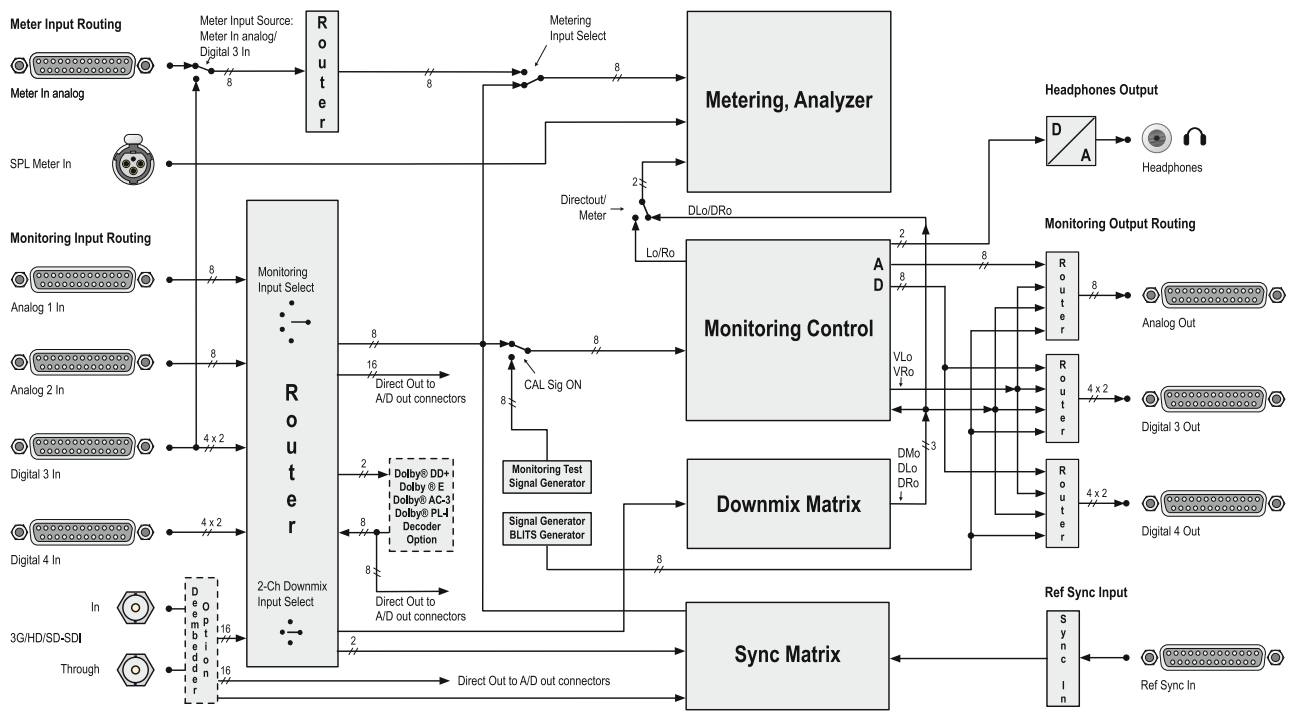 Meter Input Routing
Meter In analog
Meter Input Source:
Meter In analog/
Digital 3 In
8
Router
8
Metering
Input Select
8
Metering, Analyzer
SPL Meter In
Headphones Output
D
A
Headphones
Directout/
Meter
2
DLo/DRo
Lo/Ro
Monitoring Input Routing
8
Analog 1 In
8
Analog 2 In
4 x 2
Digital 3 In
4 x 2
Digital 4 In
Monitoring
Input Select
Router
2-Ch Downmix
Input Select
8
16
Direct Out to
A/D out connectors
CAL Sig ON
8
8
Monitoring Test
Signal Generator
Signal Generator
BLITS Generator
8
2
Dolby® DD+
Dolby ® E
Dolby® AC-3
Dolby® PL-I
Decoder
Option
8
8
Direct Out to
A/D out connectors
Monitoring Control
A
D
2
8
8
VLo
VRo
3
DMo
DLo
DRo
Downmix Matrix
Monitoring Output Routing
Router
8
Analog Out
Router
4 x 2
Digital 3 Out
Router
4 x 2
Digital 4 Out
In
3G/HD/SD-SDI
Through
Deembedder
Option
16
16
2
Direct Out to A/D out connectors
Sync Matrix
Ref Sync Input
Sync In
Ref Sync In